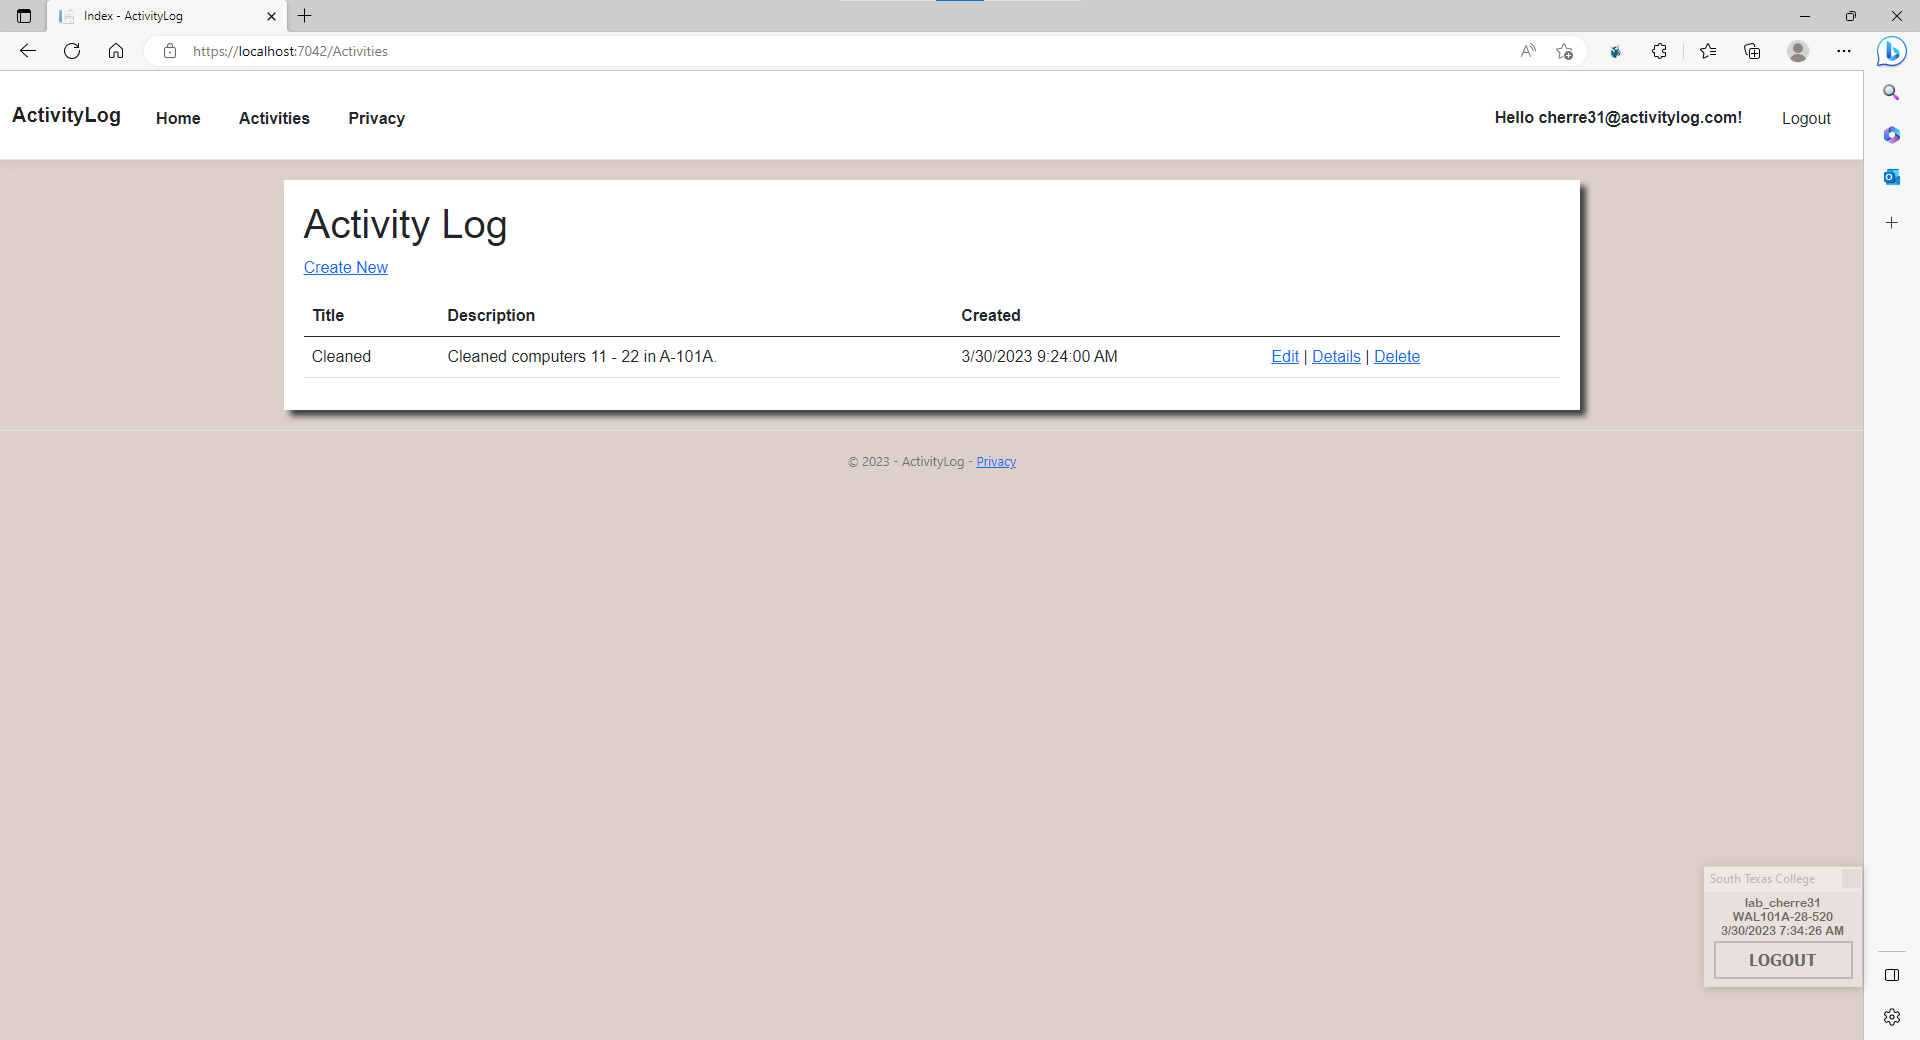 Index - ActivityLog
https://localhost:7042/Activities
ActivityLog Home Activities Privacy Hello cherre31@activitylog.com! Logout
Activity Log
Create New
Title Description Created
Cleaned Cleaned computers 11 - 22 in A-101A. 3/30/2023 9:24:00 AM Edit | Details | Delete
© 2023 - ActivityLog - Privacy
South Texas College
lab_cherre31
WAL101A-28-520
3/30/2023 7:34:26 AM
LOGOUT